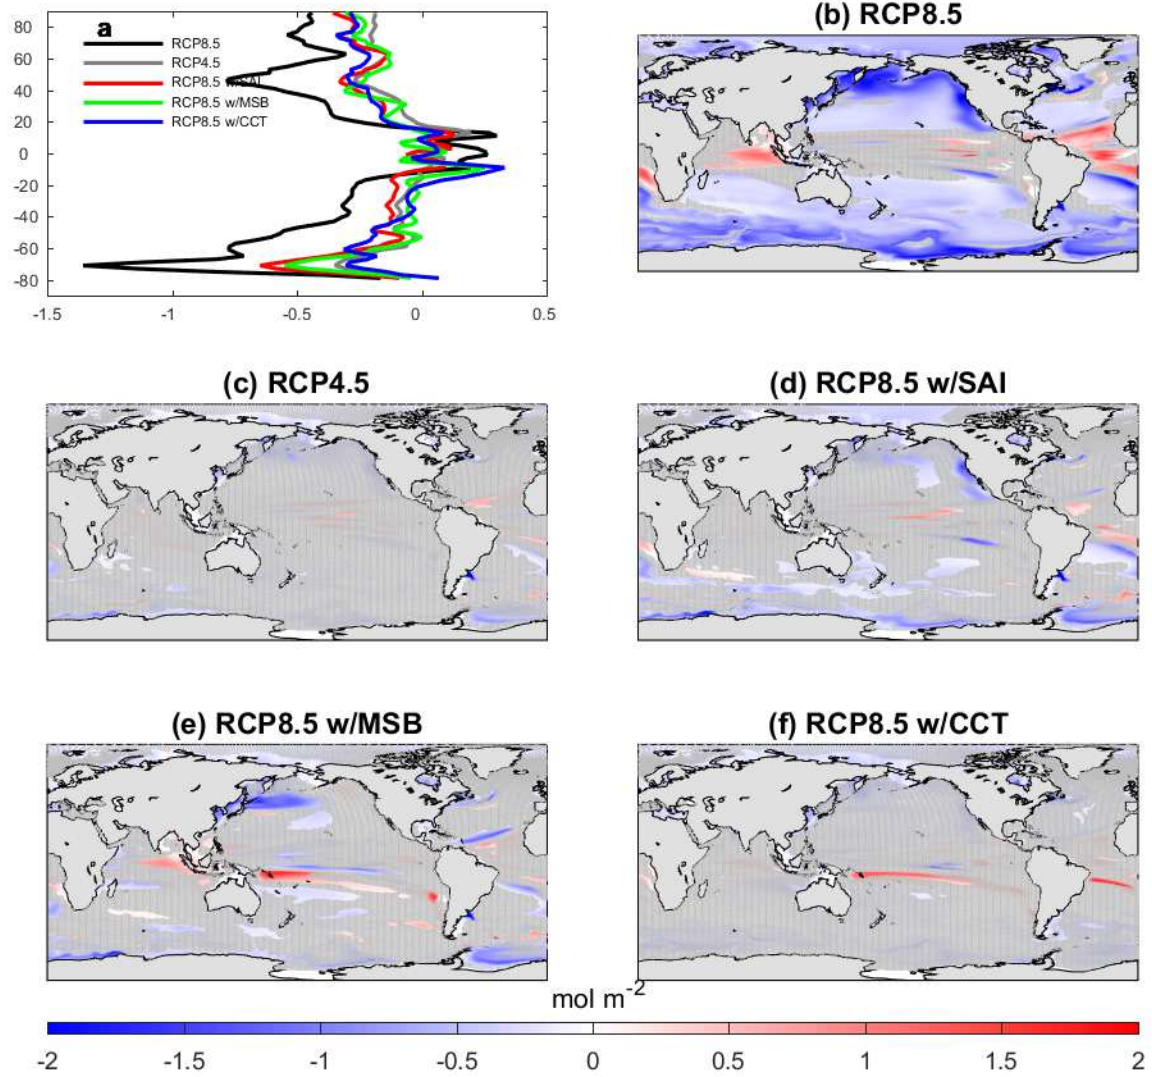 a
RCP8.5
RCP4.5
RCP8.5 w/SAI
RCP8.5 w/MSB
RCP8.5 w/CCT
80
60
40
20
0
-20
-40
-60
-80
-1.5 -1 -0.5 0 0.5
(b) RCP8.5
(c) RCP4.5
(d) RCP8.5 w/SAI
(e) RCP8.5 w/MSB
(f) RCP8.5 w/CCT
mol m-2
-2 -1.5 -1 -0.5 0 0.5 1 1.5 2